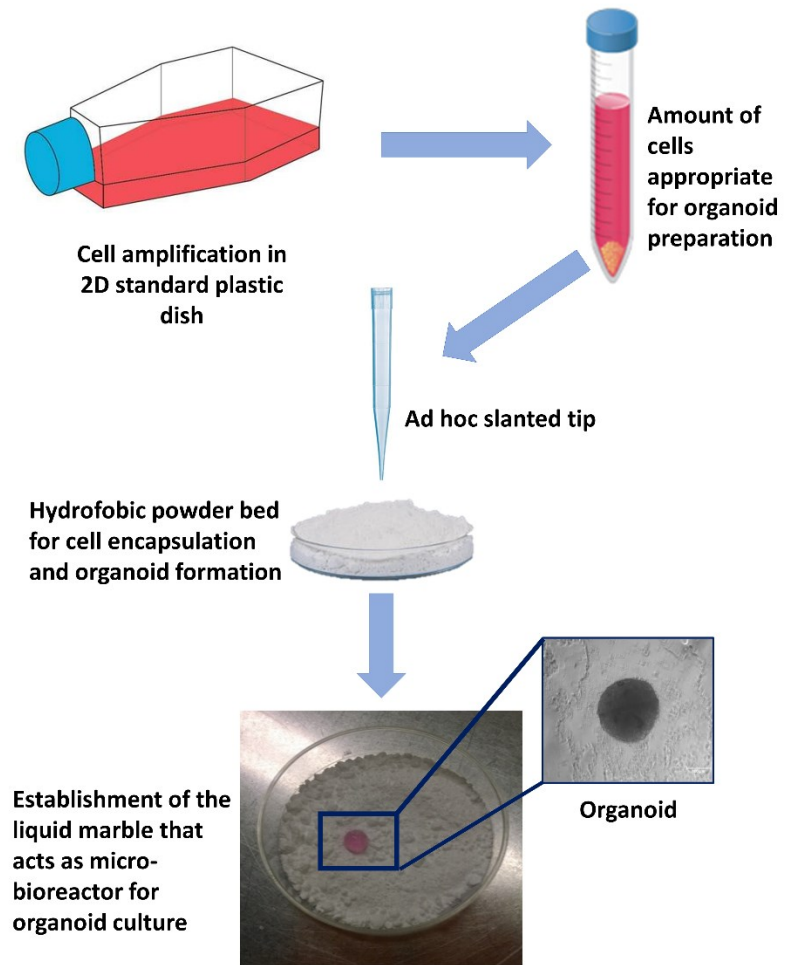 Cell amplification in
2D standard plastic
dish
Amount of
cells
appropriate
for organoid
preparation
Ad hoc slanted tip
Hydrofobic powder bed
for cell encapsulation
and organoid formation
Establishment of the
liquid marble that
acts as micro-
bioreactor for
organoid culture
Organoid